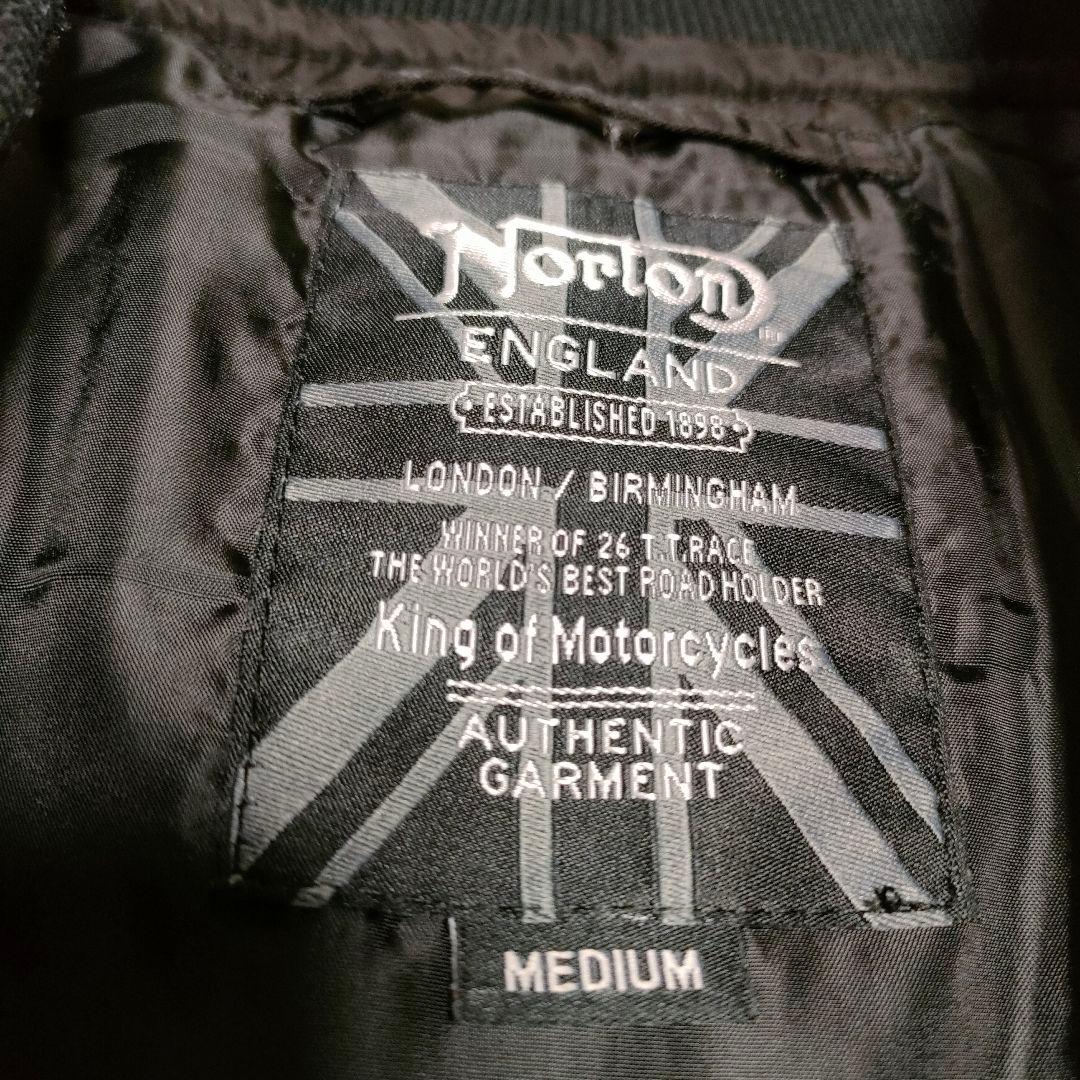 Norton
ENGLAND
ESTABLISHED 1898
LONDON / BIRMINGHAM
WINNER OF 26 T.T.RACE
THE WORLD'S BEST ROAD HOLDER
King of Motorcycles
AUTHENTIC
GARMENT
MEDIUM